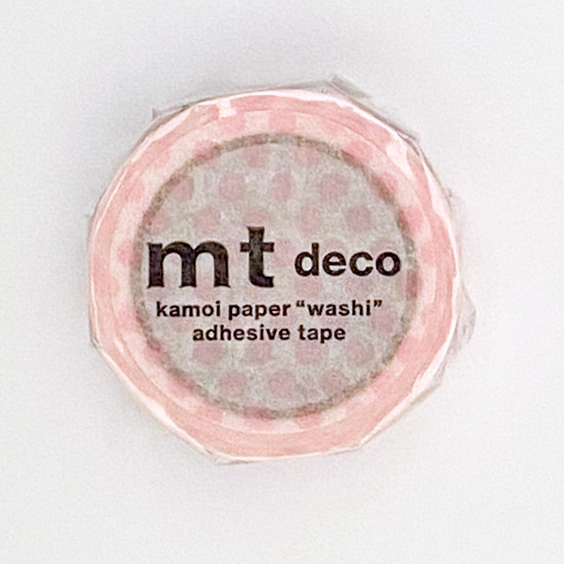 mt deco
kamoi paper “washi”
adhesive tape